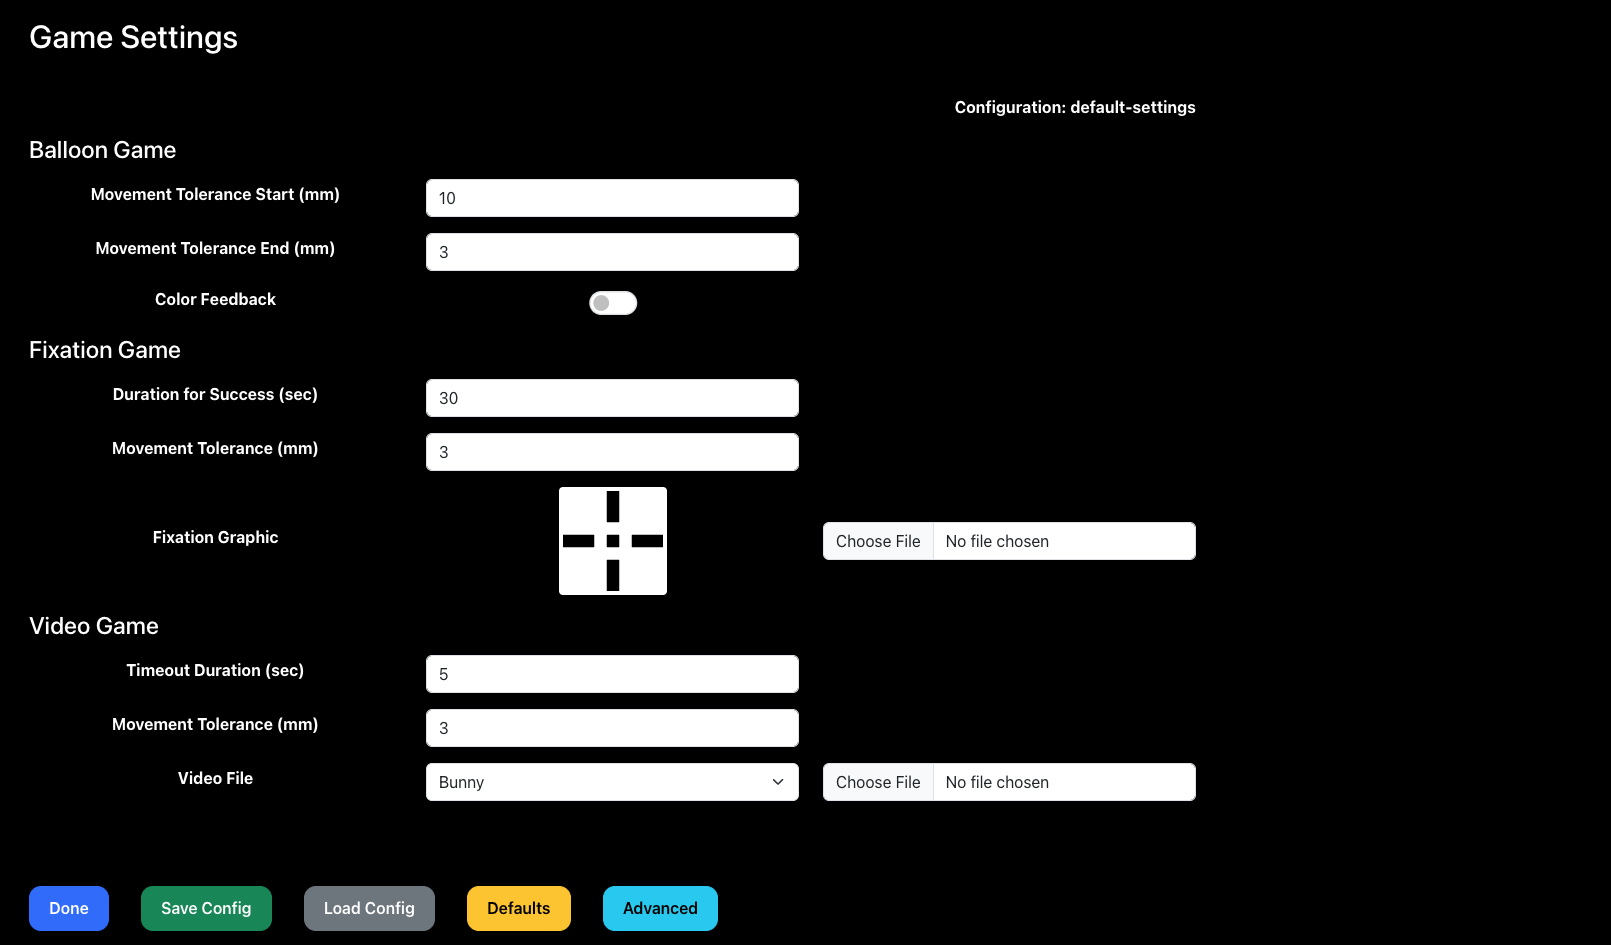 Game Settings
Configuration: default-settings
Balloon Game
Movement Tolerance Start (mm)
10
Movement Tolerance End (mm)
3
Color Feedback
Fixation Game
Duration for Success (sec)
30
Movement Tolerance (mm)
3
Fixation Graphic
Choose File No file chosen
Video Game
Timeout Duration (sec)
5
Movement Tolerance (mm)
3
Video File
Bunny
Choose File No file chosen
Done
Save Config
Load Config
Defaults
Advanced